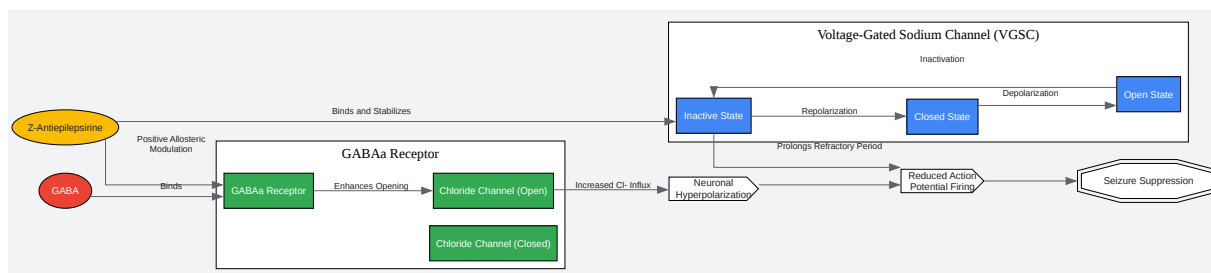 Voltage-Gated Sodium Channel (VGSC)
Inactivation
Open State
Depolarization
Inactive State
Repolarization
Closed State
Binds and Stabilizes
Z-Antiepilepsirine
Positive Allosteric
Modulation
GABAa Receptor
Prolongs Refractory Period
GABA
Binds
GABAa Receptor
Enhances Opening
Chloride Channel (Open)
Increased Cl- Influx
Neuronal
Hyperpolarization
Reduced Action
Potential Firing
Seizure Suppression
Chloride Channel (Closed)